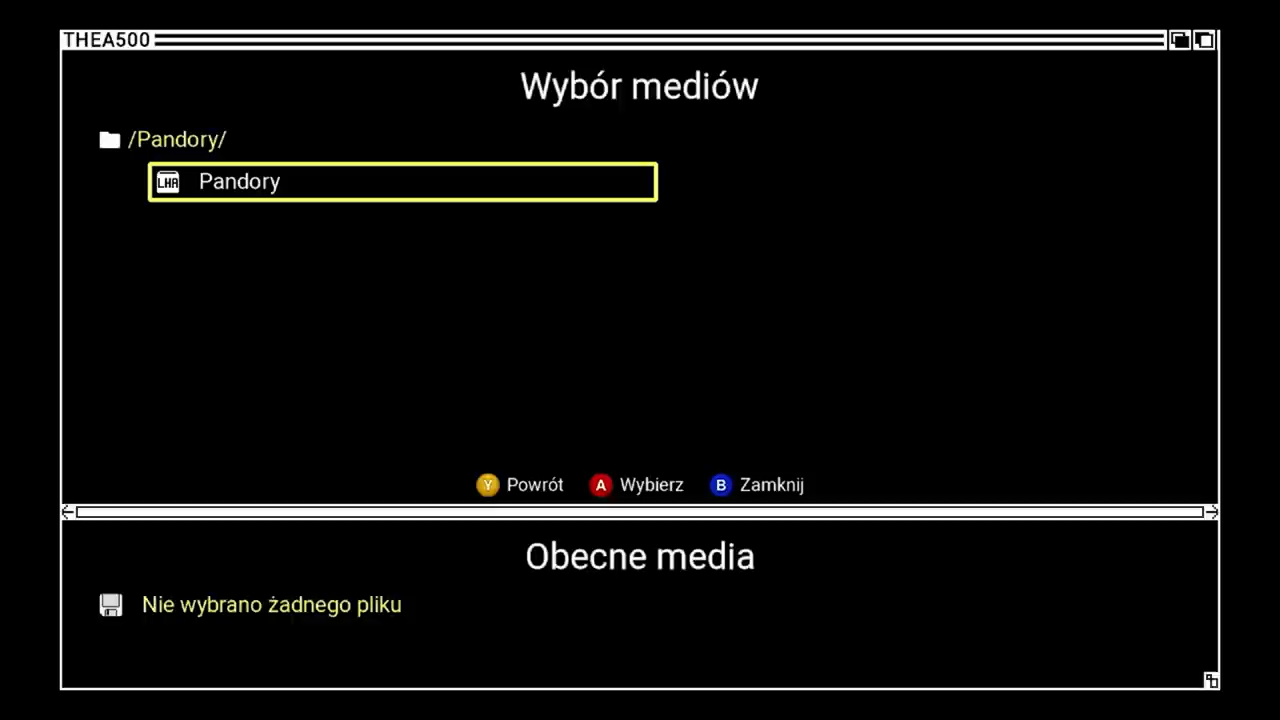 THEA500
Wybór mediów
/Pandory/
LHA Pandory
Y Powrót A Wybierz B Zamknij
Obecne media
Nie wybrano żadnego pliku